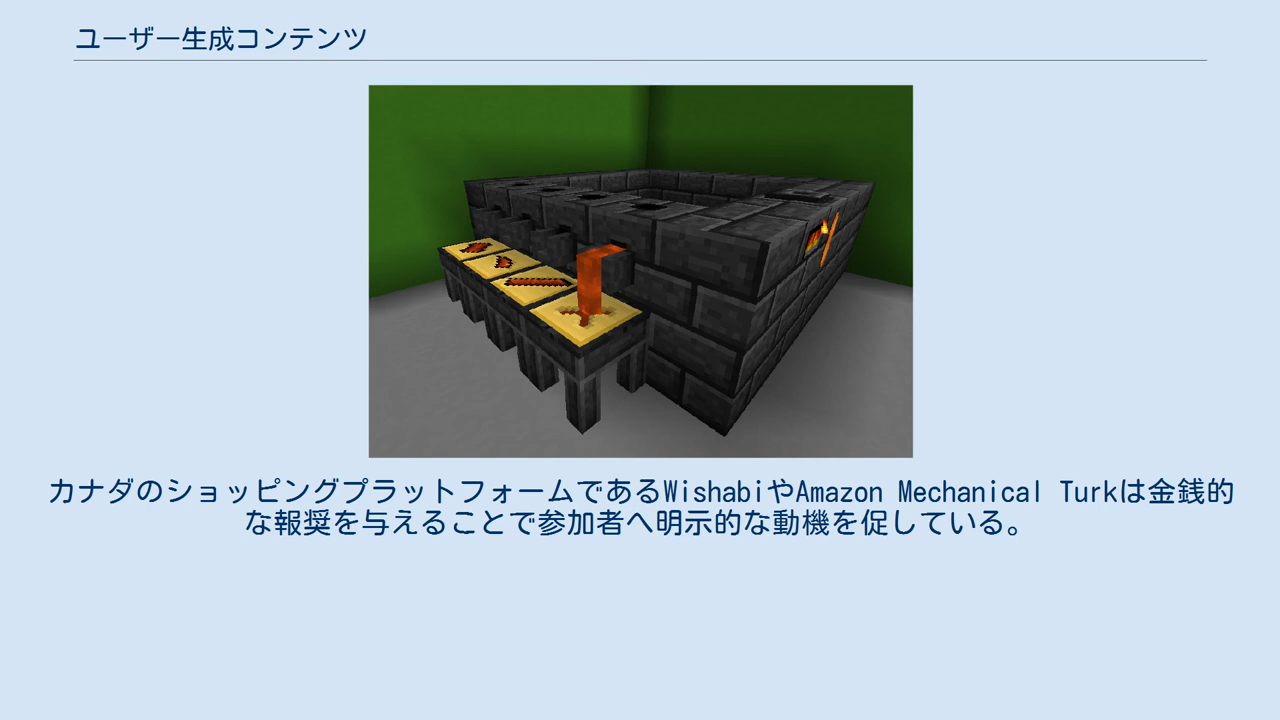 ユーザー生成コンテンツ
カナダのショッピングプラットフォームであるWishabiやAmazon Mechanical Turkは金銭的
な報奨を与えることで参加者へ明示的な動機を促している。